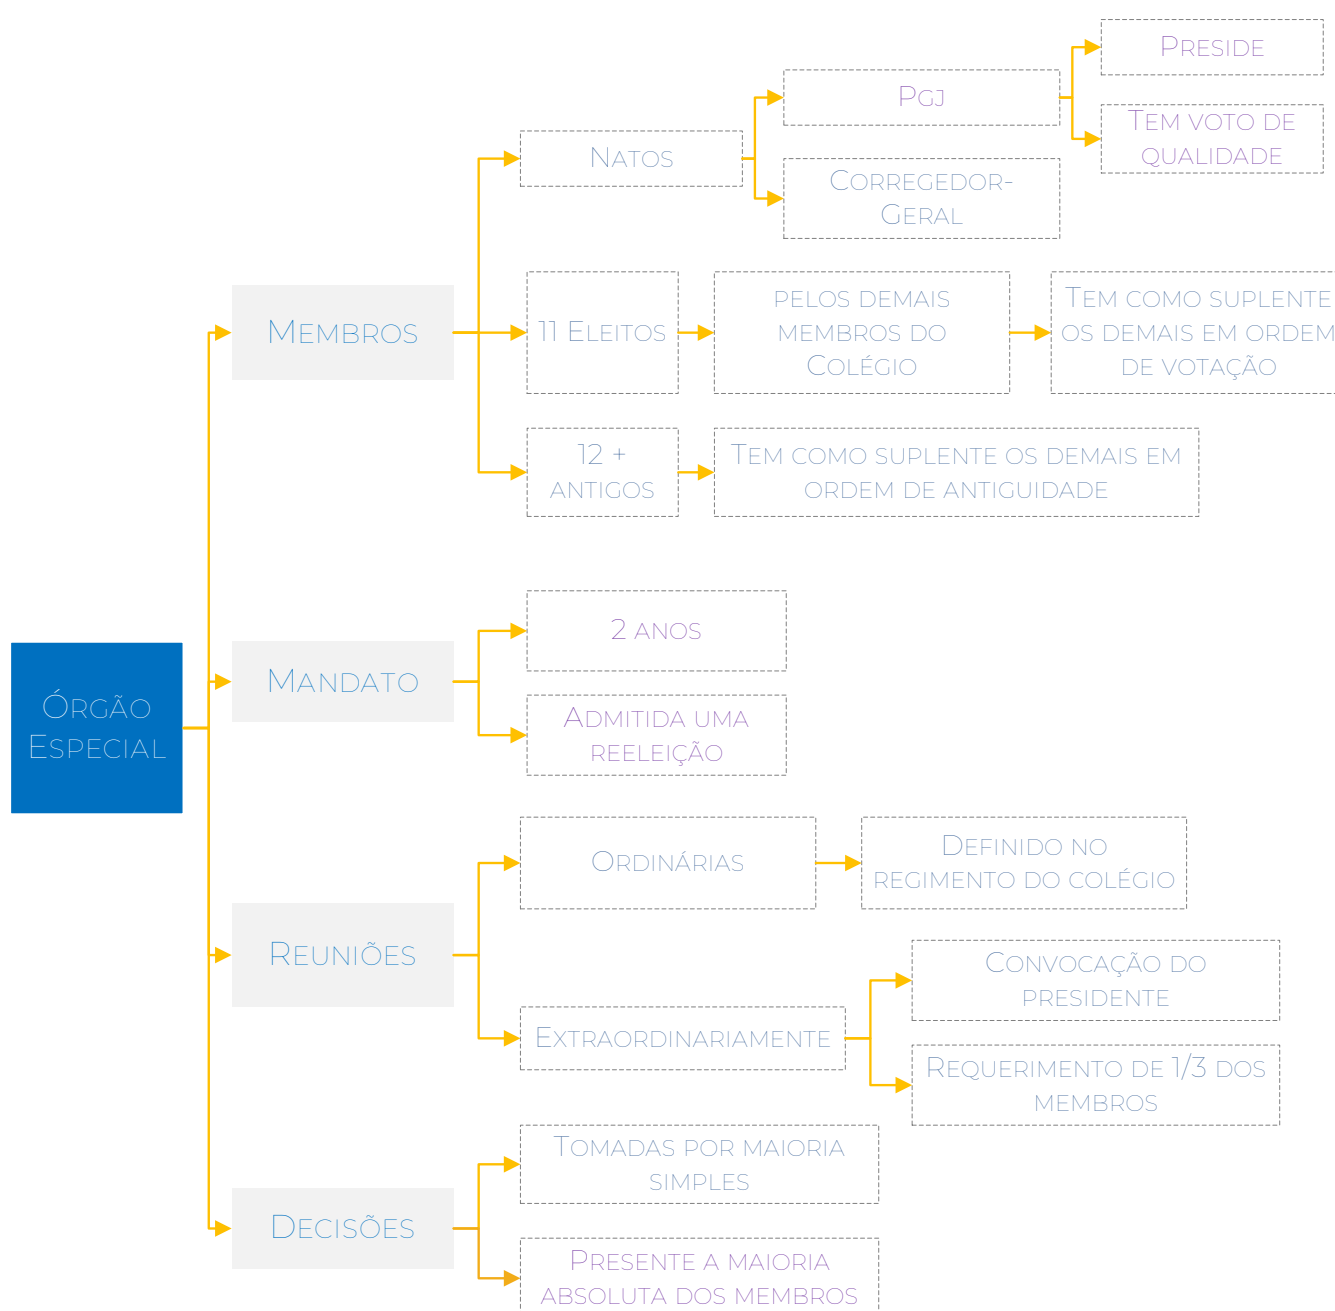 Preside
Pgj
Tem voto de
qualidade
Natos
Corregedor-
Geral
Membros
11 Eleitos
pelos demais
membros do
Colégio
Tem como suplente
os demais em ordem
de votação
12 +
antigos
Tem como suplente os demais em
ordem de antiguidade
Órgão
Especial
Mandato
2 anos
Admitida uma
reeleição
Reuniões
Ordinárias
Definido no
regimento do colégio
Extraordinariamente
Convocação do
presidente
Requerimento de 1/3 dos
membros
Decisões
Tomadas por maioria
simples
Presente a maioria
absoluta dos membros